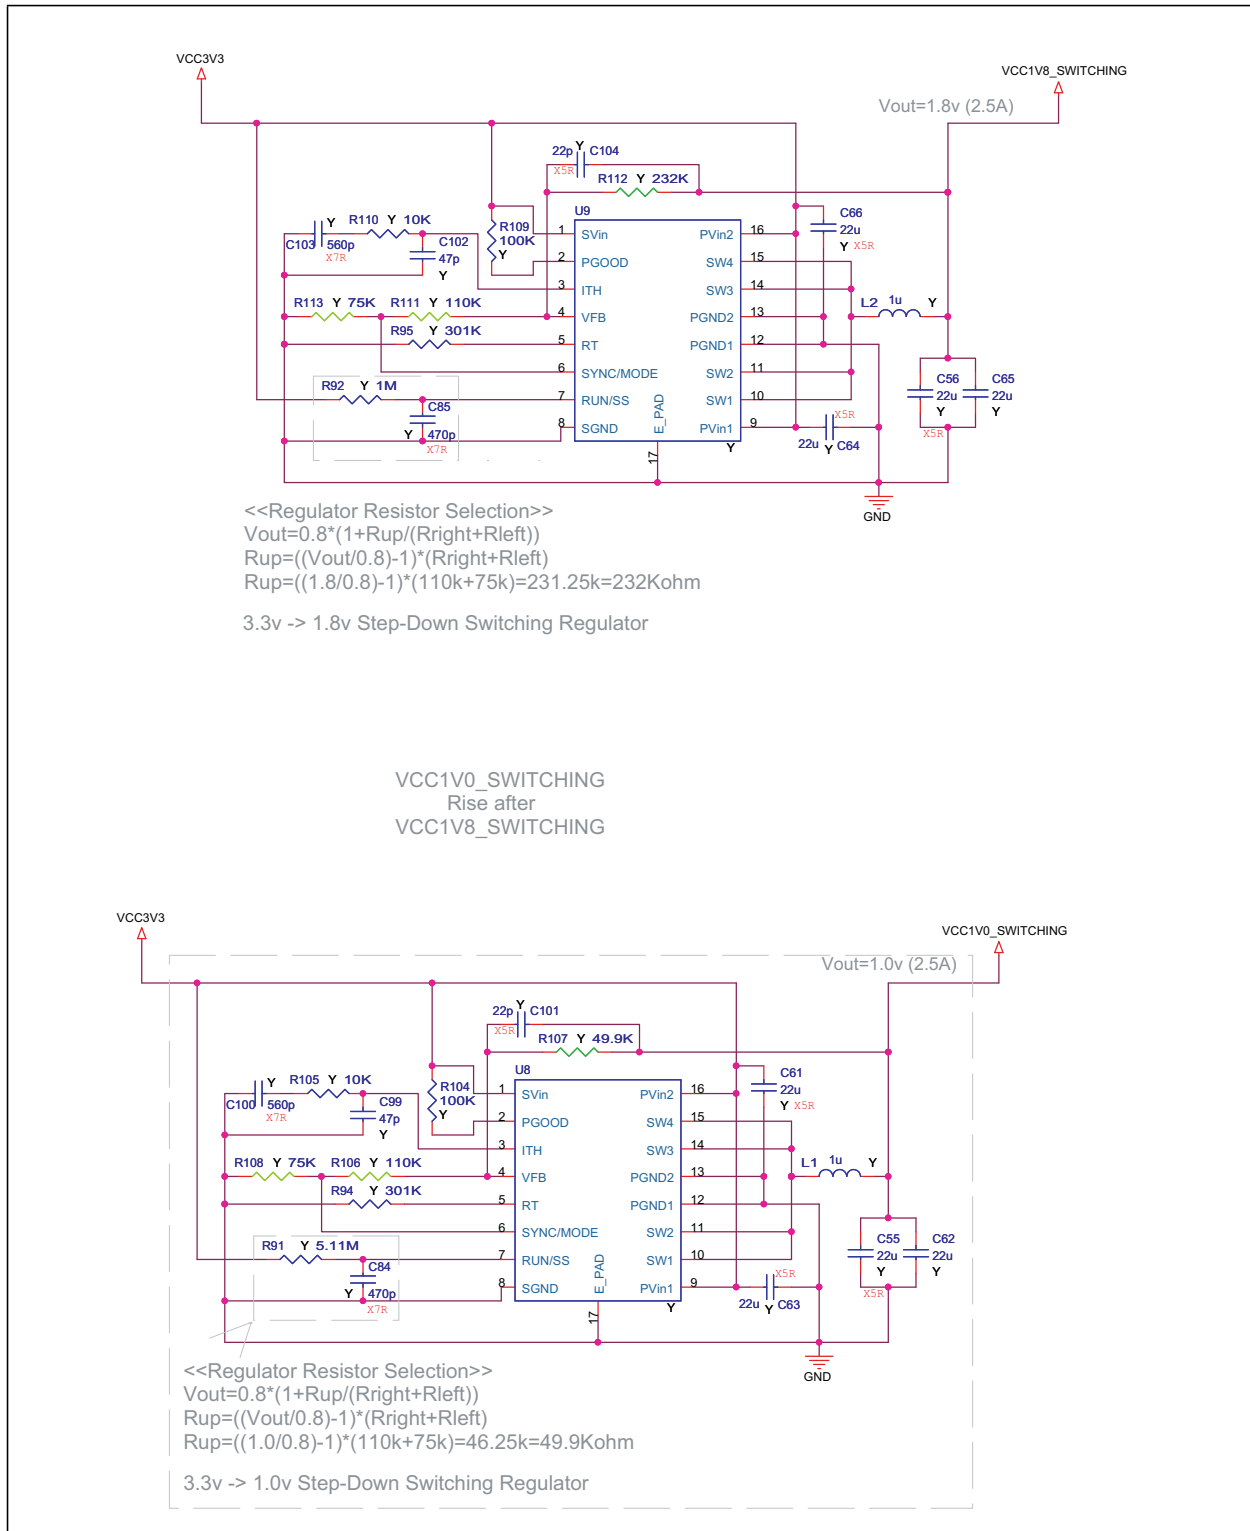 VCC3V3
VCC1V8_SWITCHING
Vout=1.8v (2.5A)
22p Y C104
X5R
R112 Y 232K
U9
C103 Y 560p X7R
R110 Y 10K
C102 47p Y
R109 100K Y
1 SVin PVin2 16
2 PGOOD SW4 15
3 ITH SW3 14
4 VFB PGND2 13
5 RT PGND1 12
6 SYNC/MODE SW2 11
7 RUN/SS SW1 10
8 SGND PVin1 9
E_PAD
17
Y
C66 22u Y X5R
L2 1u Y
R113 Y 75K
R111 Y 110K
R95 Y 301K
R92 Y 1M
C85 Y 470p X7R
C56 22u Y X5R
C65 22u Y
X5R 22u Y C64
GND
<<Regulator Resistor Selection>>
Vout=0.8*(1+Rup/(Rright+Rleft))
Rup=((Vout/0.8)-1)*(Rright+Rleft)
Rup=((1.8/0.8)-1)*(110k+75k)=231.25k=232Kohm
3.3v -> 1.8v Step-Down Switching Regulator
VCC1V0_SWITCHING
Rise after
VCC1V8_SWITCHING
VCC3V3
VCC1V0_SWITCHING
Vout=1.0v (2.5A)
22p Y C101
X5R
R107 Y 49.9K
U8
C100 Y 560p X7R
R105 Y 10K
C99 47p Y
R104 100K Y
1 SVin PVin2 16
2 PGOOD SW4 15
3 ITH SW3 14
4 VFB PGND2 13
5 RT PGND1 12
6 SYNC/MODE SW2 11
7 RUN/SS SW1 10
8 SGND PVin1 9
E_PAD
17
Y
C61 22u Y X5R
L1 1u Y
R108 Y 75K
R106 Y 110K
R94 Y 301K
R91 Y 5.11M
C84 Y 470p X7R
C55 22u Y X5R
C62 22u Y
X5R 22u Y C63
GND
<<Regulator Resistor Selection>>
Vout=0.8*(1+Rup/(Rright+Rleft))
Rup=((Vout/0.8)-1)*(Rright+Rleft)
Rup=((1.0/0.8)-1)*(110k+75k)=46.25k=49.9Kohm
3.3v -> 1.0v Step-Down Switching Regulator